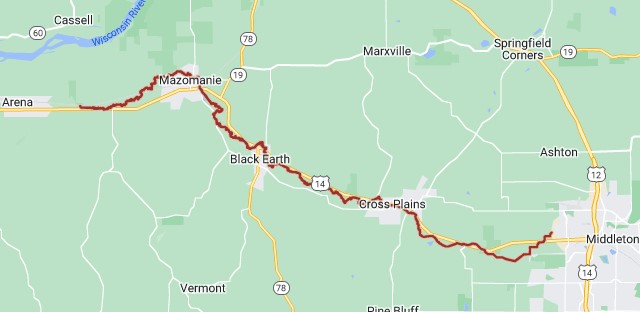 Cassell
60
Wisconsin River
78
Marxville
Springfield
Corners
19
19
Mazomanie
Arena
Black Earth
14
Ashton
12
Cross Plains
Middleton
14
Vermont
78
Pine Bluff